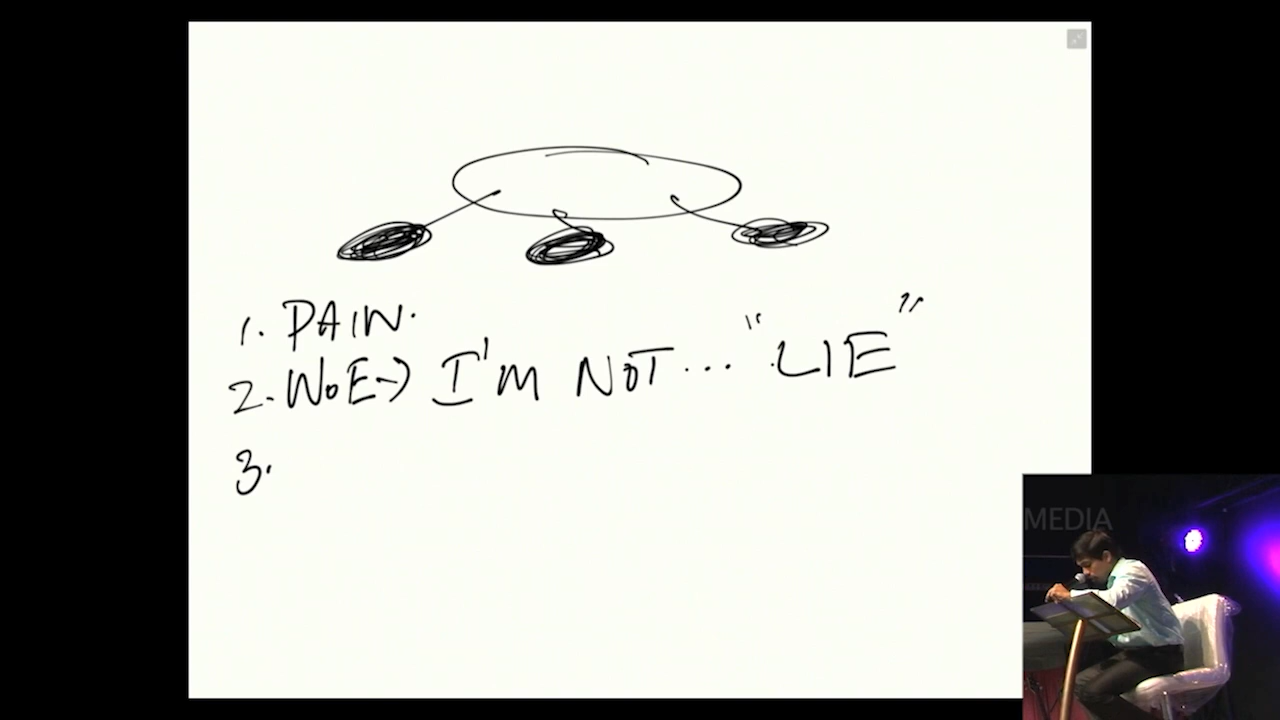 1. PAIN.
2. WOE→ I'M NOT... "LIE"
3.
MEDIA